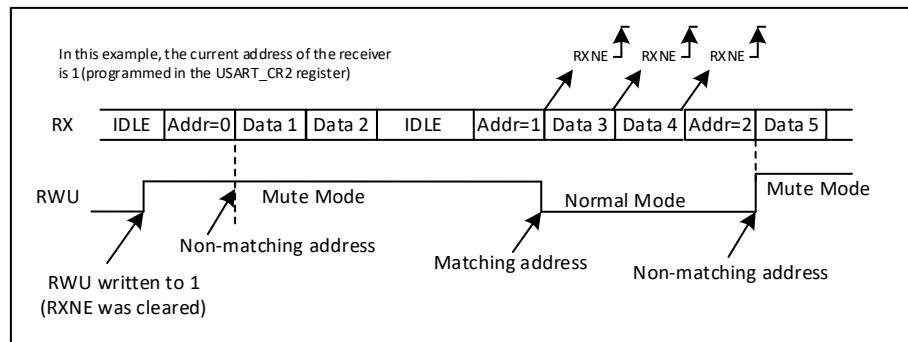 In this example, the current address of the receiver
is 1(programmed in the USART_CR2 register)
RXNE RXNE RXNE
RX IDLE Addr=0 Data 1 Data 2 IDLE Addr=1 Data 3 Data 4 Addr=2 Data 5
RWU Mute Mode Normal Mode Mute Mode
Non-matching address Matching address Non-matching address
RWU written to 1
(RXNE was cleared)